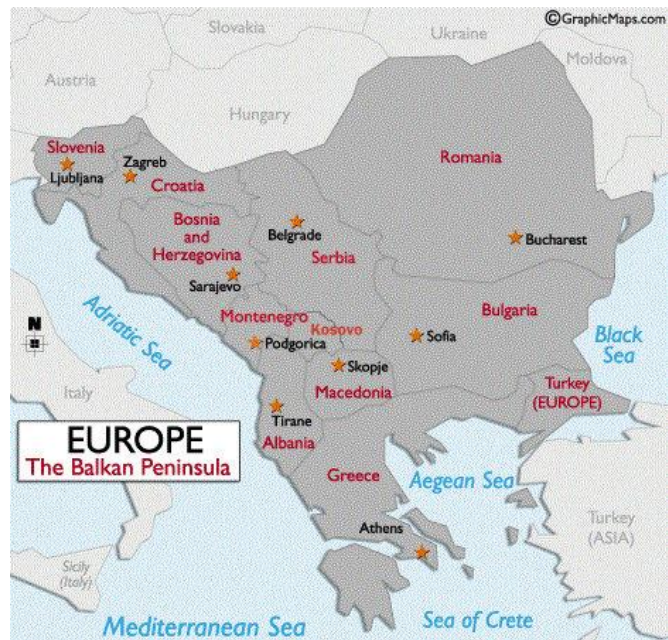 ©GraphicMaps.com
Slovakia
Ukraine
Moldova
Austria
Hungary
Slovenia
Ljubljana
Zagreb
Croatia
Romania
Bosnia
and
Herzegovina
Belgrade
Serbia
Bucharest
Sarajevo
Adriatic Sea
Montenegro
Kosovo
Bulgaria
N
Podgorica
Sofia
Black
Sea
Skopje
Italy
Macedonia
Turkey
(EUROPE)
Tirane
Albania
EUROPE
The Balkan Peninsula
Greece
Aegean Sea
Athens
Turkey
(ASIA)
Sicily
(Italy)
Mediterranean Sea
Sea of Crete